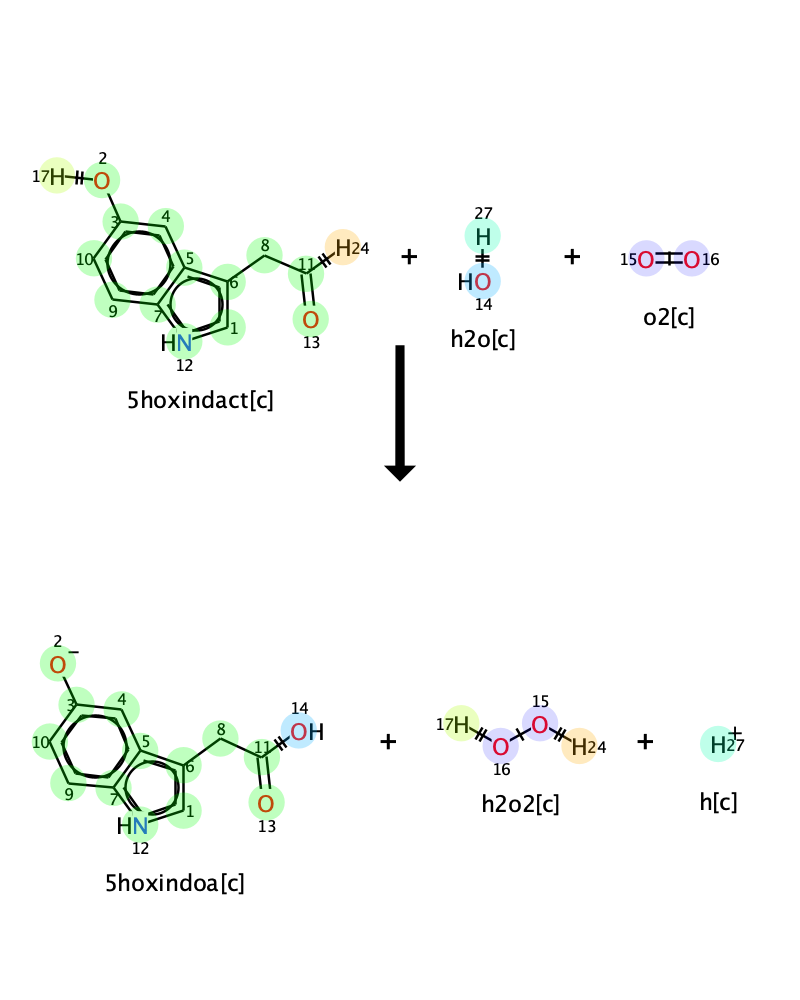 2
17H O
3 4
10 5
9 7
6 1
8
11 H24
O
13
HN
12
5hoxindact[c]
+
27
H
HO
14
h2o[c]
+
15O O16
o2[c]
2
O−
3 4
10 5
9 7
6 1
8
11
14
OH
O
13
HN
12
5hoxindoa[c]
+
17H
O
16
15
O
H24
h2o2[c]
+
H+
27
h[c]